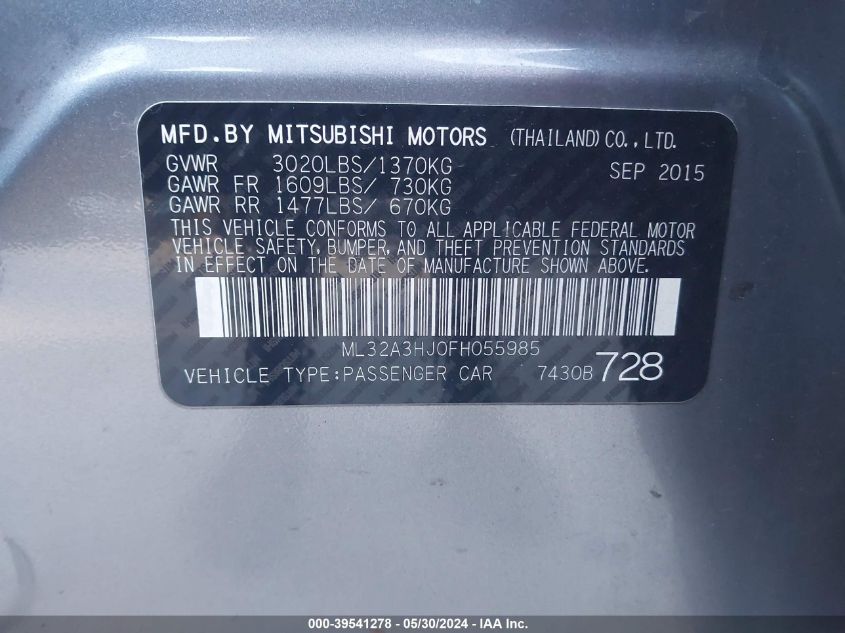 MFD.BY MITSUBISHI MOTORS (THAILAND)CO.,LTD.
GVWR 3020LBS/1370KG SEP 2015
GAWR FR 1609LBS/ 730KG
GAWR RR 1477LBS/ 670KG
THIS VEHICLE CONFORMS TO ALL APPLICABLE FEDERAL MOTOR
VEHICLE SAFETY, BUMPER, AND THEFT PREVENTION STANDARDS
IN EFFECT ON THE DATE OF MANUFACTURE SHOWN ABOVE.
ML32A3HJ0FH055985
VEHICLE TYPE:PASSENGER CAR 7430B 728
000-39541278 - 05/30/2024 - IAA Inc.